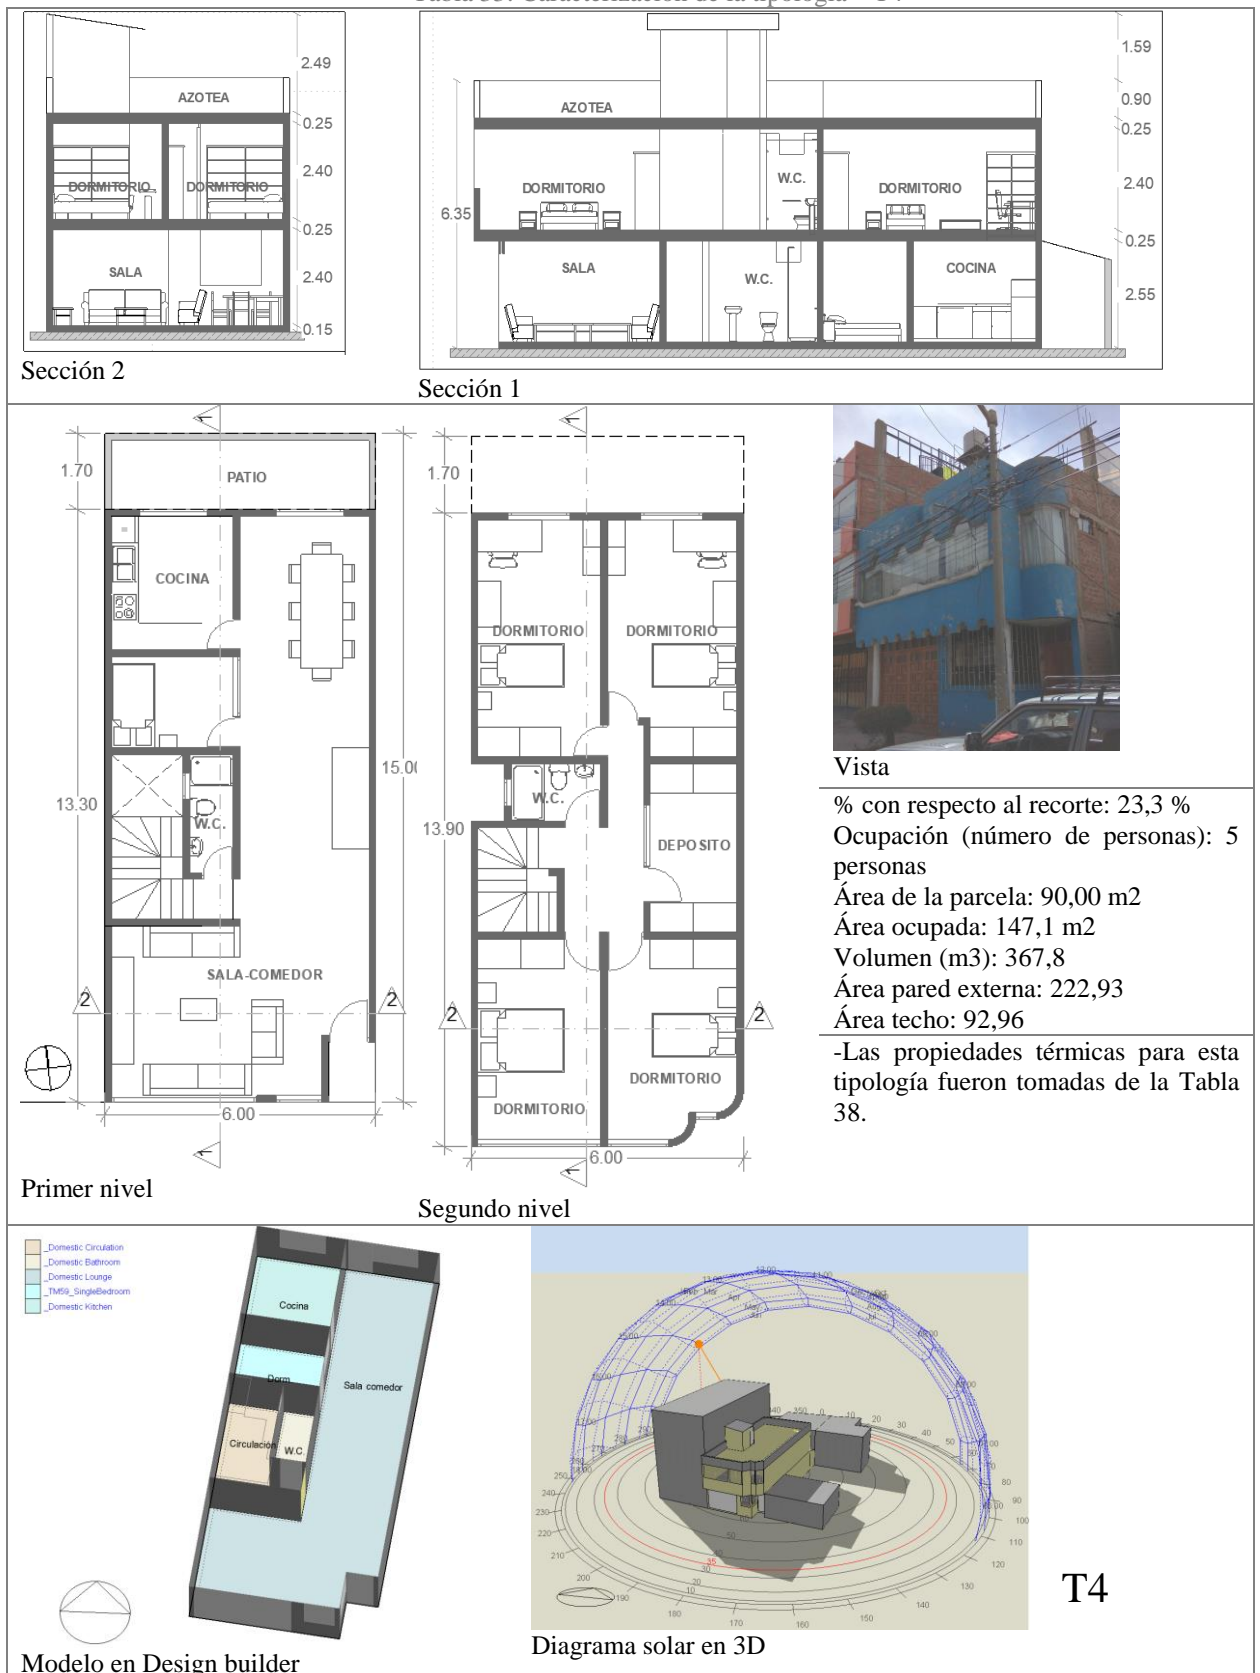 2.49
AZOTEA
0.25
2.40
DORMITORIO
DORMITORIO
0.25
SALA
2.40
0.15
Sección 2
1.59
AZOTEA
0.90
0.25
W.C.
DORMITORIO
DORMITORIO
2.40
6.35
0.25
SALA
W.C.
COCINA
2.55
Sección 1
1.70
PATIO
COCINA
15.00
13.30
W.C.
SALA-COMEDOR
2
2
6.00
Primer nivel
1.70
DORMITORIO
DORMITORIO
W.C.
13.90
DEPOSITO
2
2
DORMITORIO
DORMITORIO
6.00
Segundo nivel
Vista
% con respecto al recorte: 23,3 %
Ocupación (número de personas): 5
personas
Área de la parcela: 90,00 m2
Área ocupada: 147,1 m2
Volumen (m3): 367,8
Área pared externa: 222,93
Área techo: 92,96
-Las propiedades térmicas para esta
tipología fueron tomadas de la Tabla
38.
_Domestic Circulation
_Domestic Bathroom
_Domestic Lounge
_TM59_SingleBedroom
_Domestic Kitchen
Cocina
Dorm
Sala comedor
Circulación
W.C.
Modelo en Design builder
Diagrama solar en 3D
T4